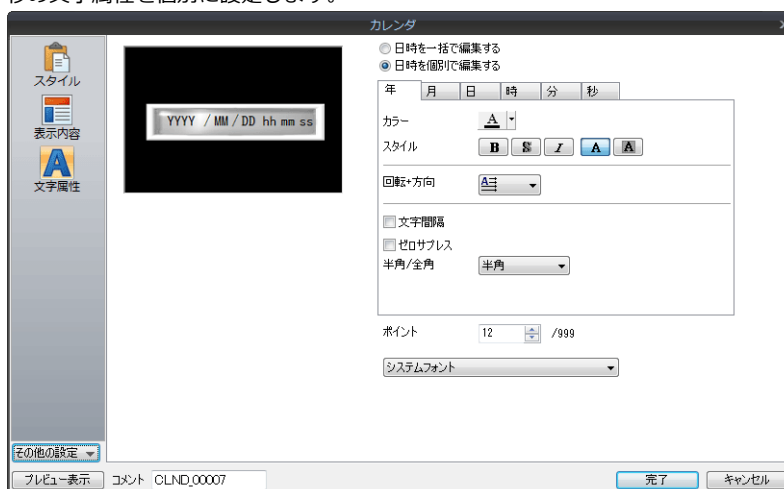 カレンダ
スタイル
表示内容
文字属性
YYYY / MM / DD hh mm ss
日時を一括で編集する
日時を個別で編集する
年 月 日 時 分 秒
カラー A
スタイル B S I A A
回転+方向 A
文字間隔
ゼロサプレス
半角/全角 半角
ポイント 12 /999
システムフォント
その他の設定
プレビュー表示 コメント CLND_00007 完了 キャンセル